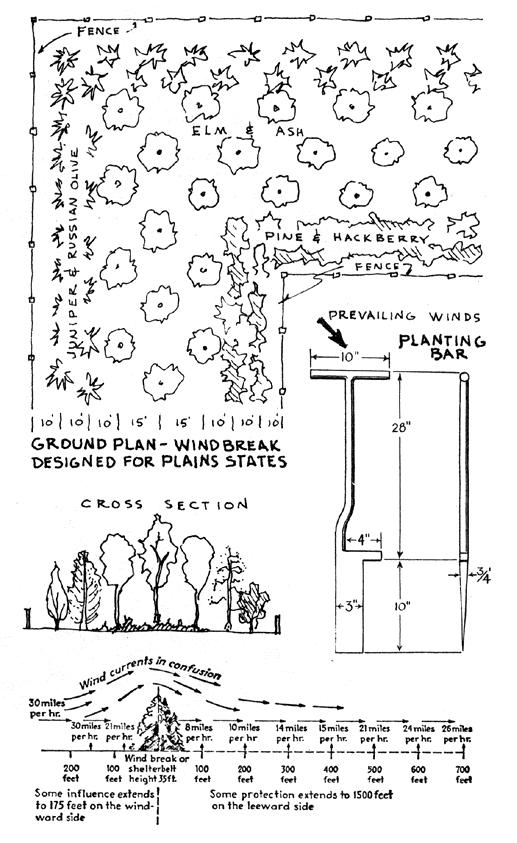 FENCE
ELM & ASH
JUNIPER & RUSSIAN OLIVE
PINE & HACKBERRY
FENCE
PREVAILING WINDS
PLANTING
BAR
10"
28"
4"
3"
10"
3/4"
10' 10' 10' 15' 15' 10' 10' 10'
GROUND PLAN - WINDBREAK
DESIGNED FOR PLAINS STATES
CROSS SECTION
Wind currents in confusion
30 miles
per hr.
30 miles 21 miles 8 miles 10 miles 14 miles 15 miles 21 miles 24 miles 26 miles
per hr. per hr. per hr. per hr. per hr. per hr. per hr. per hr. per hr.
200 100 Wind break or 100 200 300 400 500 600 700
feet feet shelterbelt feet feet feet feet feet feet feet
height 35 ft.
Some influence extends
to 175 feet on the wind-
ward side
Some protection extends to 1500 feet
on the leeward side